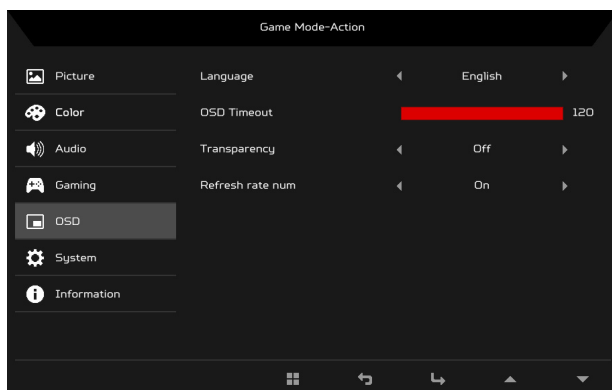 Game Mode-Action
Picture
Language English
Color
OSD Timeout 120
Audio
Transparency Off
Gaming
Refresh rate num On
OSD
System
Information